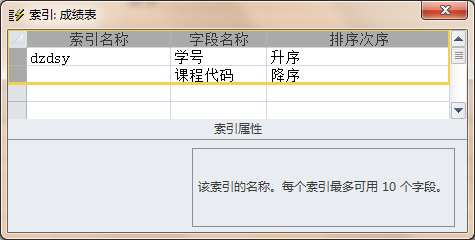 索引: 成绩表
索引名称 字段名称 排序次序
dzdsy 学号 升序
课程代码 降序
索引属性
该索引的名称。每个索引最多可用 10 个字段。